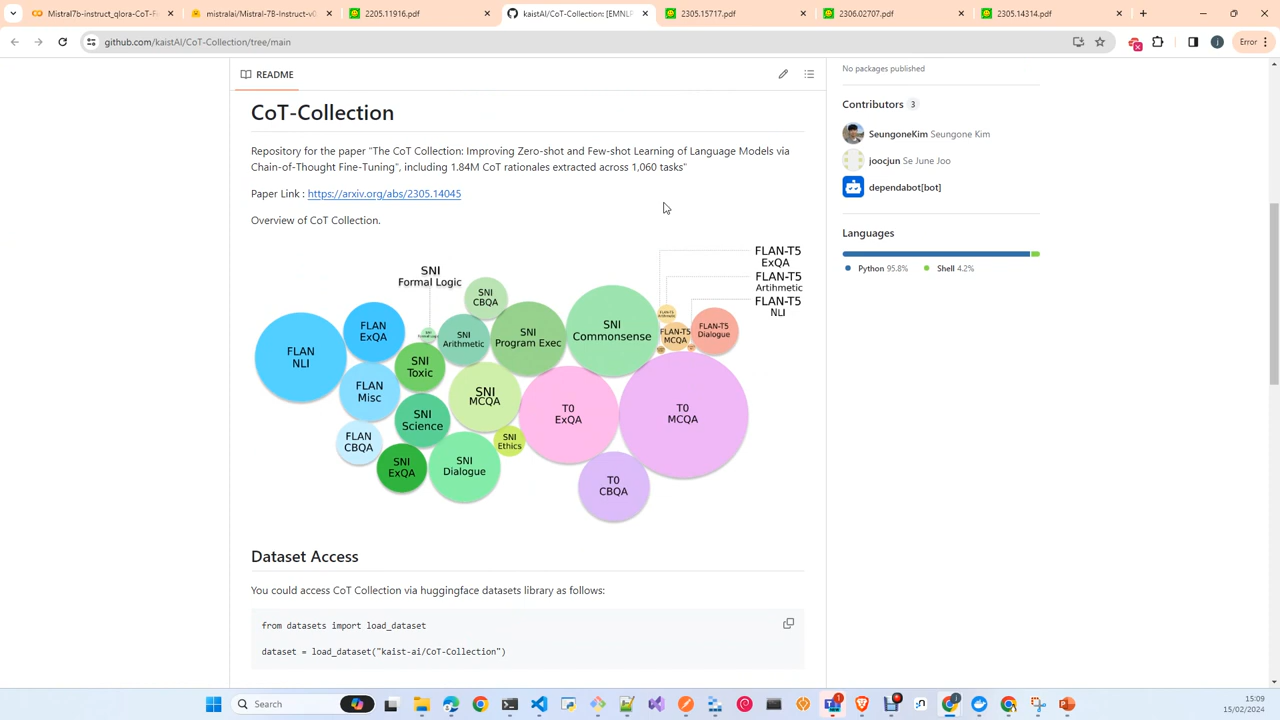 Mistral7b-instruct_CoT-F
mistralai/Mistral-7B-Instruct-v0
2205.11916.pdf
kaistAI/CoT-Collection: [EMNL
2305.15717.pdf
2306.02707.pdf
2305.14314.pdf
github.com/kaistAI/CoT-Collection/tree/main
Error
README
CoT-Collection
Repository for the paper "The CoT Collection: Improving Zero-shot and Few-shot Learning of Language Models via
Chain-of-Thought Fine-Tuning", including 1.84M CoT rationales extracted across 1,060 tasks"
Paper Link : https://arxiv.org/abs/2305.14045
Overview of CoT Collection.
FLAN-T5
ExQA
FLAN-T5
Artihmetic
FLAN-T5
NLI
SNI
Formal Logic
SNI
CBQA
FLAN
NLI
FLAN
ExQA
SNI
Arithmetic
SNI
Program Exec
SNI
Commonsense
FLAN-T5
MCQA
FLAN-T5
Dialogue
SNI
Toxic
FLAN
Misc
SNI
MCQA
SNI
Science
T0
ExQA
T0
MCQA
FLAN
CBQA
SNI
Ethics
SNI
ExQA
SNI
Dialogue
T0
CBQA
Dataset Access
You could access CoT Collection via huggingface datasets library as follows:
from datasets import load_dataset
dataset = load_dataset("kaist-ai/CoT-Collection")
No packages published
Contributors 3
SeungoneKim Seungone Kim
joocjun Se June Joo
dependabot[bot]
Languages
Python 95.8%
Shell 4.2%
Search
15:09
15/02/2024